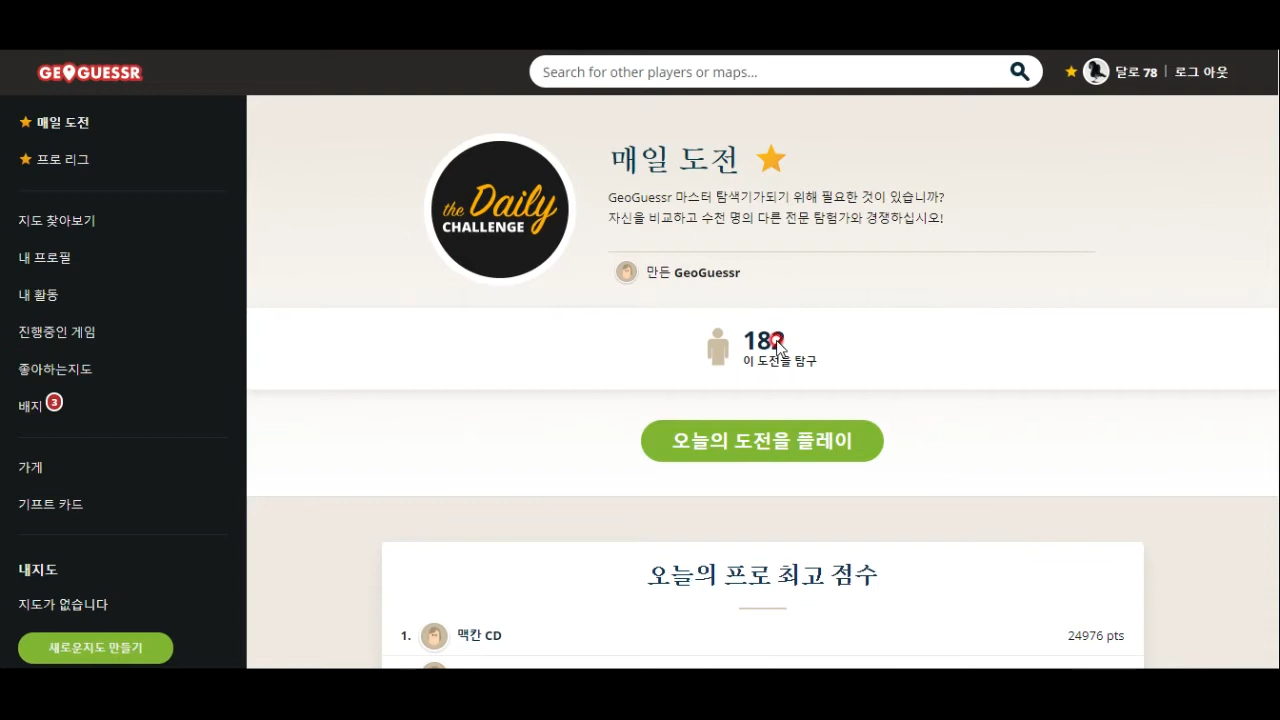 GEOGUESSR
Search for other players or maps...
달로 78 | 로그 아웃
매일 도전
프로 리그
지도 찾아보기
내 프로필
내 활동
진행중인 게임
좋아하는지도
배지 3
가게
기프트 카드
내지도
지도가 없습니다
새로운지도 만들기
the Daily
CHALLENGE
매일 도전
GeoGuessr 마스터 탐색기가되기 위해 필요한 것이 있습니까?
자신을 비교하고 수천 명의 다른 전문 탐험가와 경쟁하십시오!
만든 GeoGuessr
이 도전을 탐구
오늘의 도전을 플레이
오늘의 프로 최고 점수
1. 맥칸 CD 24976 pts